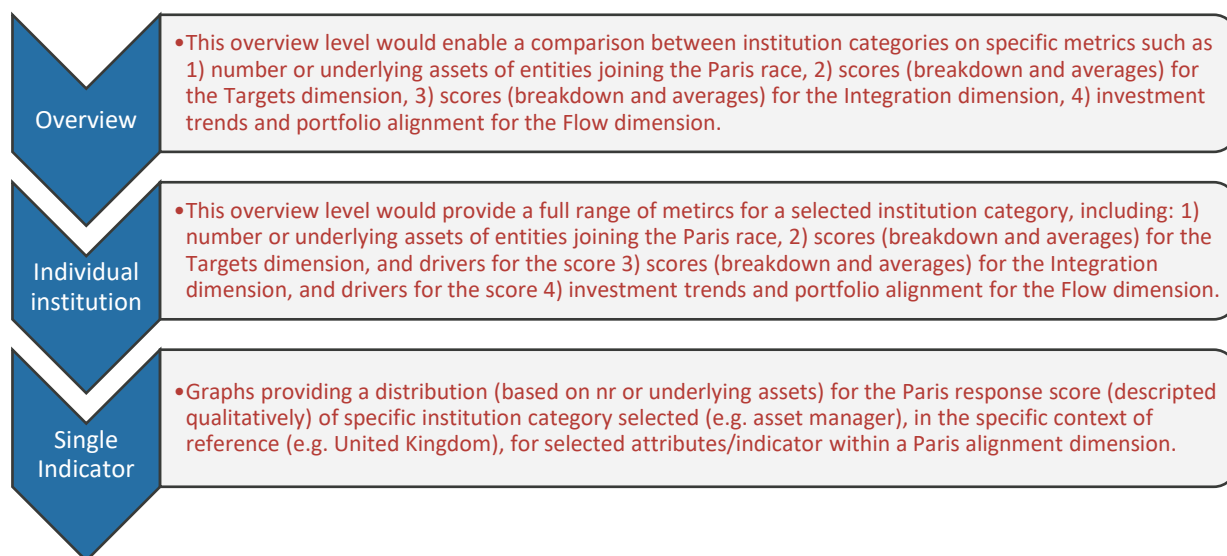 Overview
•This overview level would enable a comparison between institution categories on specific metrics such as
1) number or underlying assets of entities joining the Paris race, 2) scores (breakdown and averages) for
the Targets dimension, 3) scores (breakdown and averages) for the Integration dimension, 4) investment
trends and portfolio alignment for the Flow dimension.
Individual
institution
•This overview level would provide a full range of metircs for a selected institution category, including: 1)
number or underlying assets of entities joining the Paris race, 2) scores (breakdown and averages) for the
Targets dimension, and drivers for the score 3) scores (breakdown and averages) for the Integration
dimension, and drivers for the score 4) investment trends and portfolio alignment for the Flow dimension.
Single
Indicator
•Graphs providing a distribution (based on nr or underlying assets) for the Paris response score (descripted
qualitatively) of specific institution category selected (e.g. asset manager), in the specific context of
reference (e.g. United Kingdom), for selected attributes/indicator within a Paris alignment dimension.